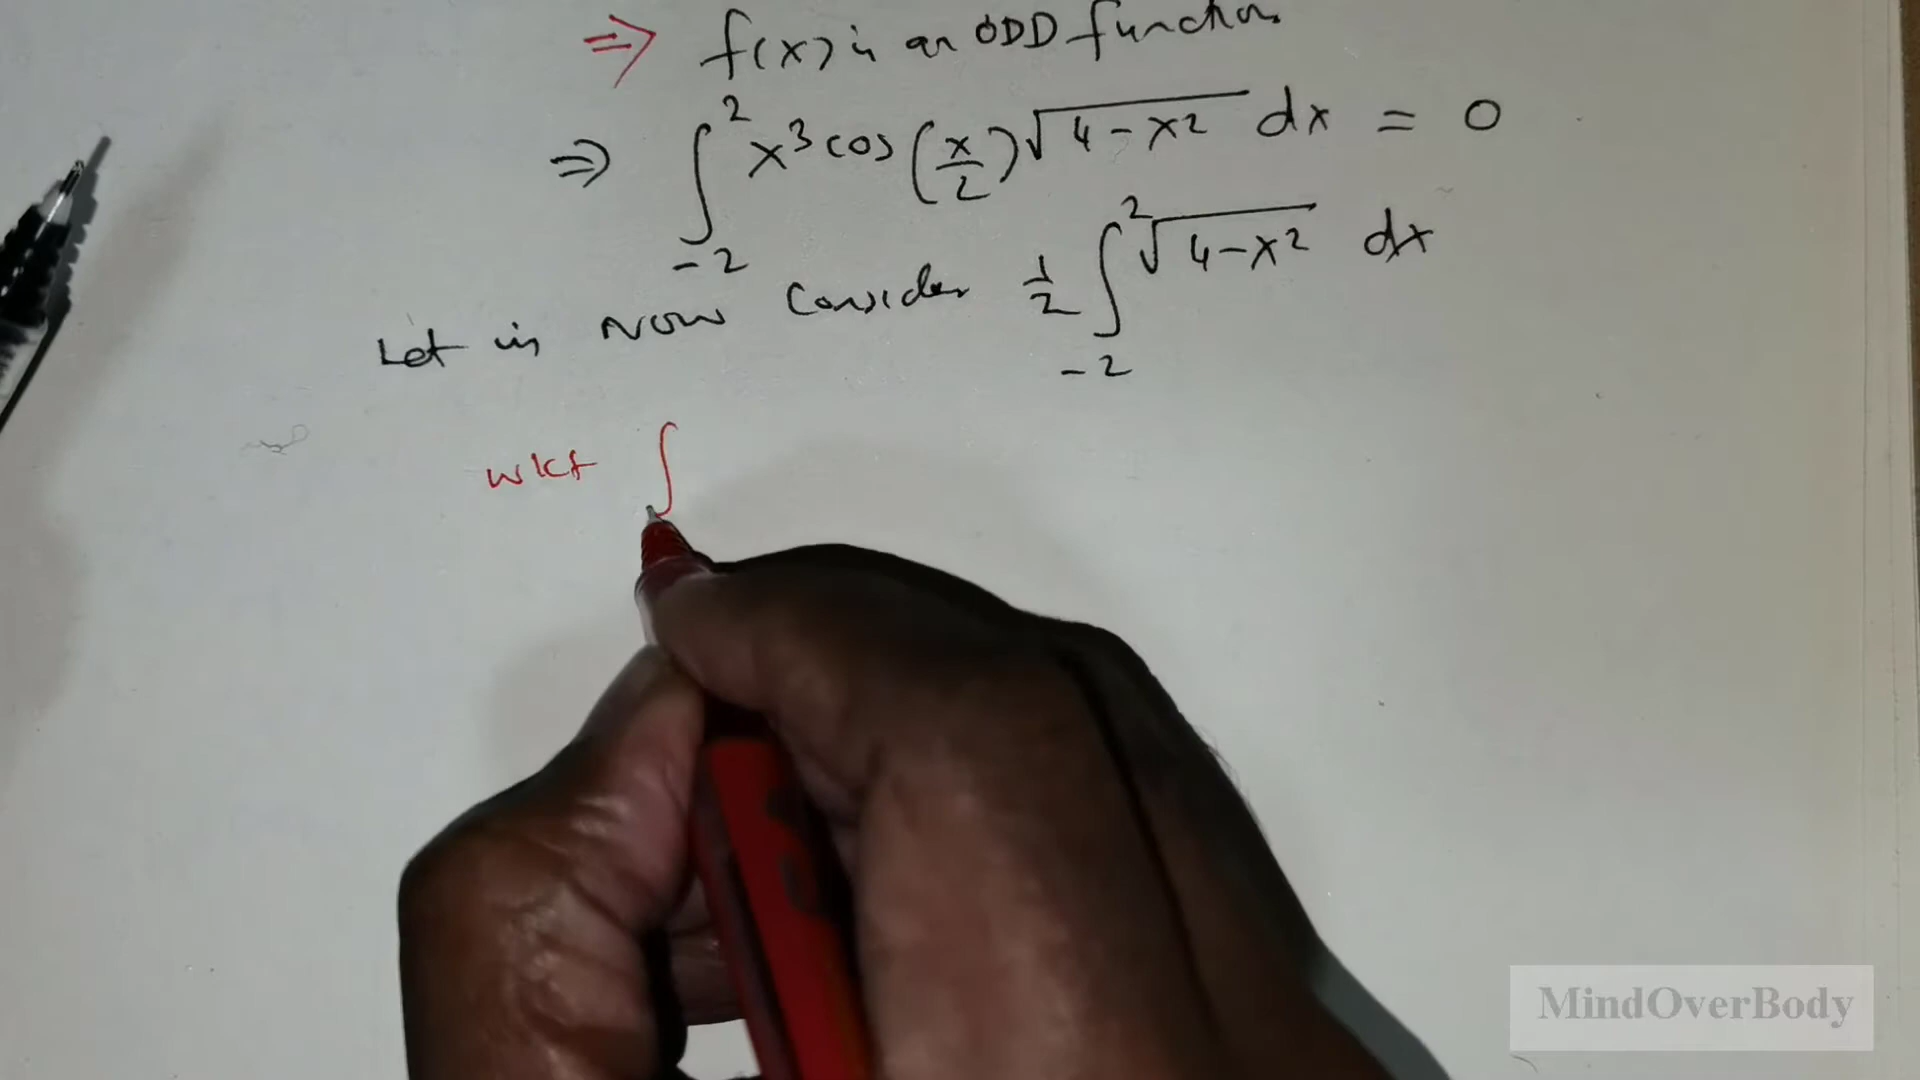 ⇒ f(x) is an ODD function
⇒ ∫_{-2}^{2} x³ cos(x/2) √(4-x²) dx = 0
Let us now consider 1/2 ∫_{-2}^{2} √(4-x²) dx
wkt ∫
MindOverBody